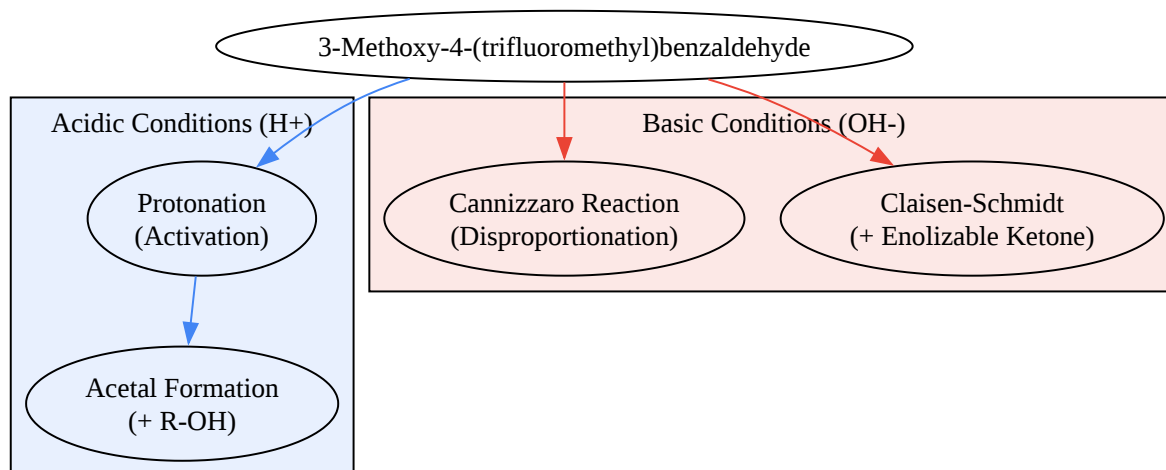 3-Methoxy-4-(trifluoromethyl)benzaldehyde
Acidic Conditions (H+)
Basic Conditions (OH-)
Protonation
(Activation)
Cannizzaro Reaction
(Disproportionation)
Claisen-Schmidt
(+ Enolizable Ketone)
Acetal Formation
(+ R-OH)